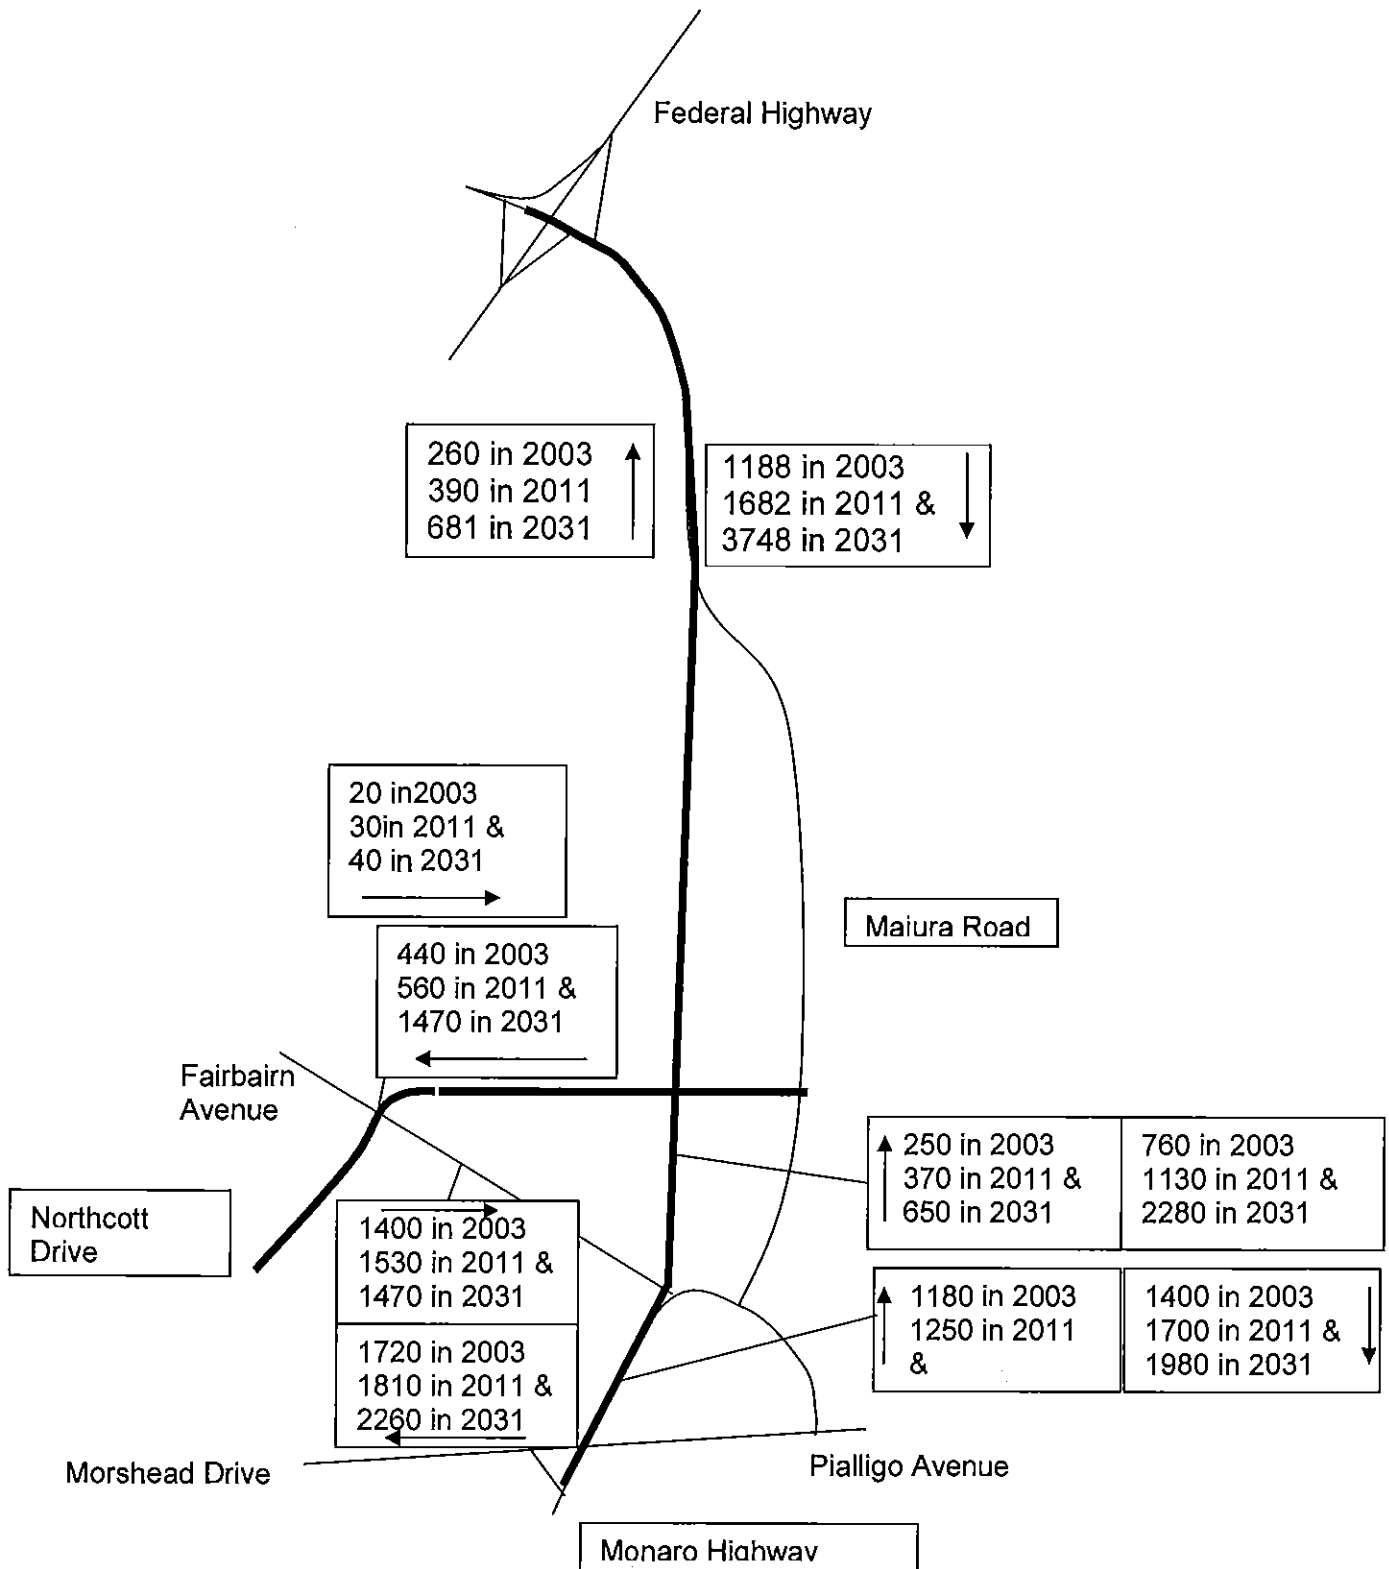 Federal Highway
260 in 2003
390 in 2011
681 in 2031
1188 in 2003
1682 in 2011 &
3748 in 2031
20 in2003
30in 2011 &
40 in 2031
Maiura Road
440 in 2003
560 in 2011 &
1470 in 2031
Fairbairn
Avenue
250 in 2003
370 in 2011 &
650 in 2031
760 in 2003
1130 in 2011 &
2280 in 2031
Northcott
Drive
1400 in 2003
1530 in 2011 &
1470 in 2031
1180 in 2003
1250 in 2011
&
1400 in 2003
1700 in 2011 &
1980 in 2031
1720 in 2003
1810 in 2011 &
2260 in 2031
Morshead Drive
Pialligo Avenue
Monaro Highway